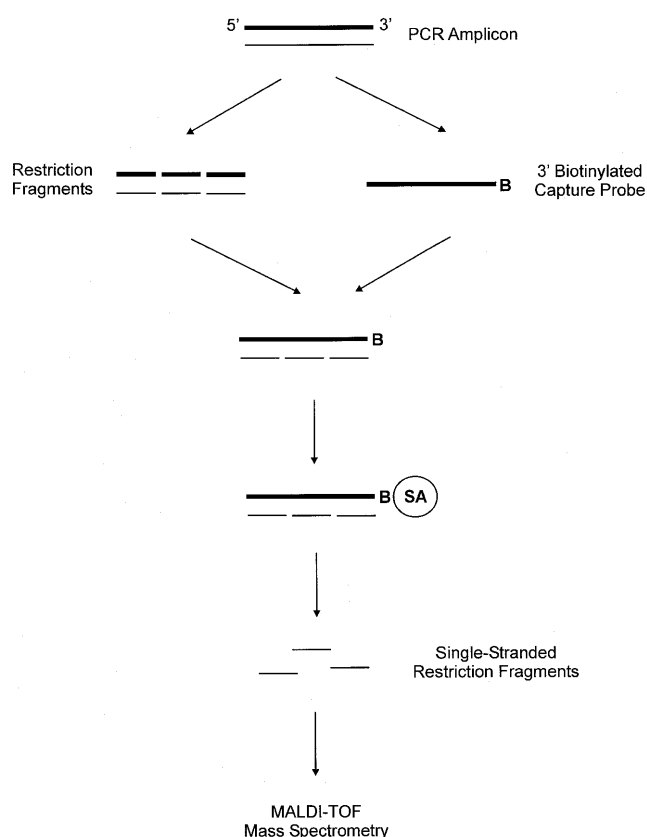 5' 3' PCR Amplicon
Restriction
Fragments
B
3' Biotinylated
Capture Probe
B
B SA
Single-Stranded
Restriction Fragments
MALDI-TOF
Mass Spectrometry